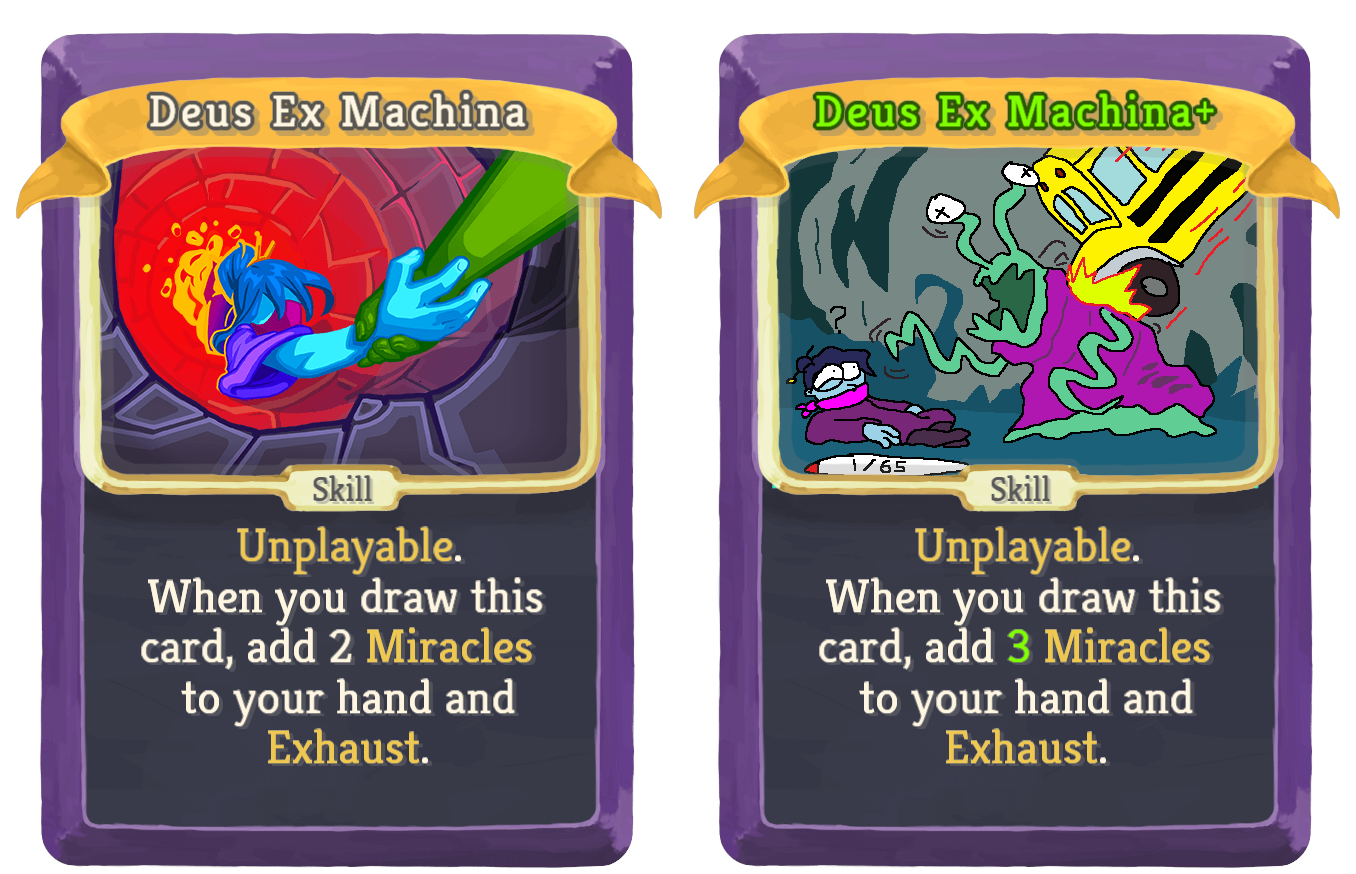 Deus Ex Machina
Skill
Unplayable.
When you draw this
card, add 2 Miracles
to your hand and
Exhaust.
Deus Ex Machina+
?
x
x
1/65
Skill
Unplayable.
When you draw this
card, add 3 Miracles
to your hand and
Exhaust.